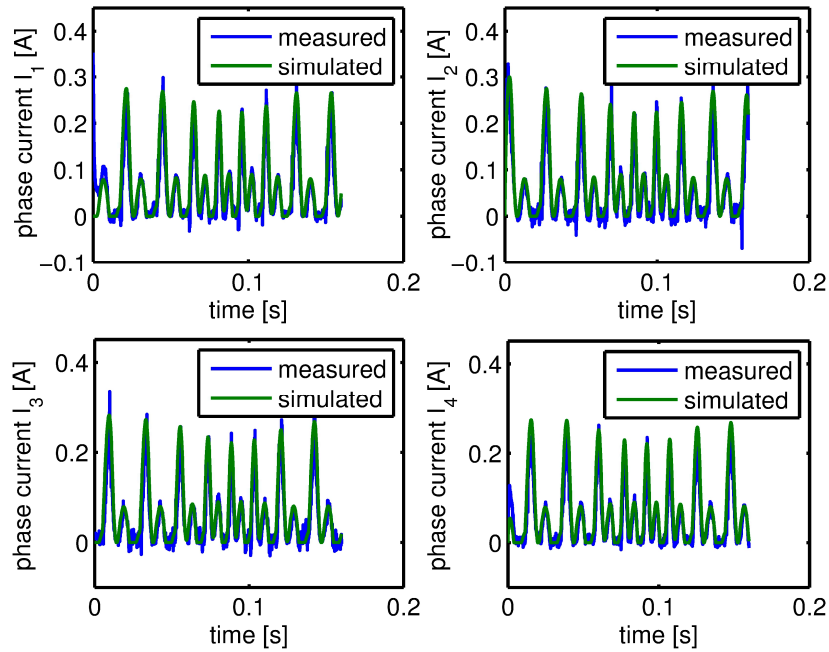 phase current I1 [A]
0.4
0.3
0.2
0.1
0
−0.1
measured
simulated
0
0.1
0.2
time [s]
phase current I2 [A]
0.4
0.3
0.2
0.1
0
−0.1
measured
simulated
0
0.1
0.2
time [s]
phase current I3 [A]
0.4
0.2
0
measured
simulated
0
0.1
0.2
time [s]
phase current I4 [A]
0.4
0.2
0
measured
simulated
0
0.1
0.2
time [s]